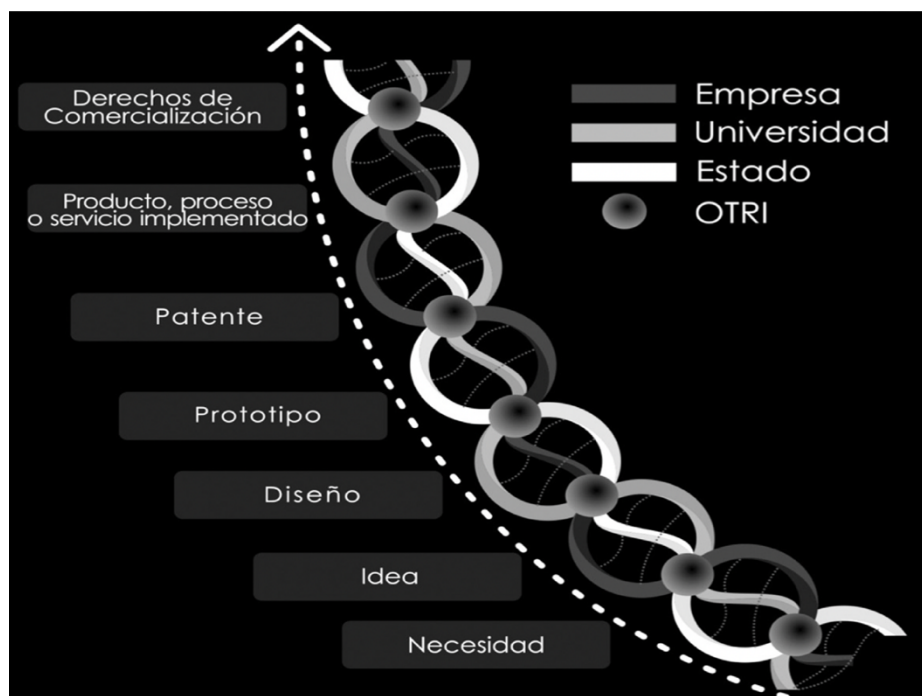 Derechos de
Comercialización
Producto, proceso
o servicio implementado
Patente
Prototipo
Diseño
Idea
Necesidad
Empresa
Universidad
Estado
OTRI